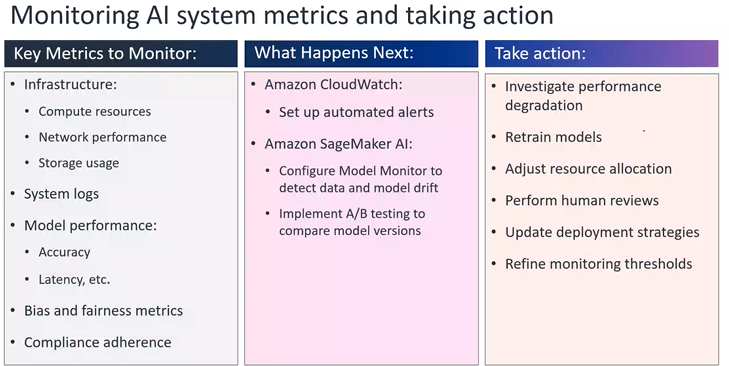 Monitoring AI system metrics and taking action
Key Metrics to Monitor:
• Infrastructure:
• Compute resources
• Network performance
• Storage usage
• System logs
• Model performance:
• Accuracy
• Latency, etc.
• Bias and fairness metrics
• Compliance adherence
What Happens Next:
• Amazon CloudWatch:
• Set up automated alerts
• Amazon SageMaker AI:
• Configure Model Monitor to
detect data and model drift
• Implement A/B testing to
compare model versions
Take action:
• Investigate performance
degradation
• Retrain models
• Adjust resource allocation
• Perform human reviews
• Update deployment strategies
• Refine monitoring thresholds